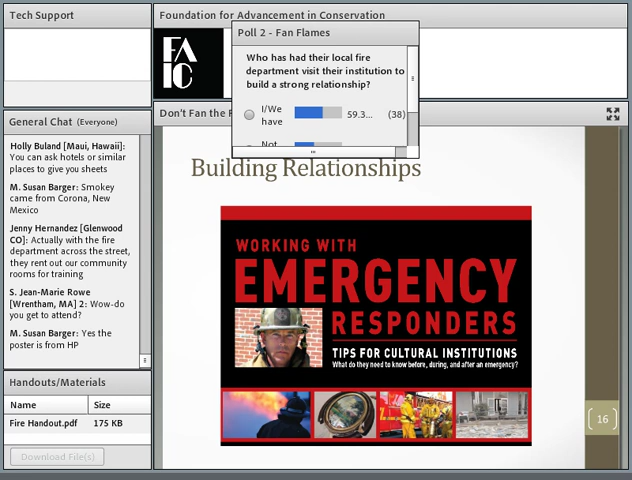 Tech Support
Foundation for Advancement in Conservation
FA
IC
Poll 2 - Fan Flames
Who has had their local fire
department visit their institution to
build a strong relationship?
I/We
have
59.3...
(38)
General Chat (Everyone)
Holly Buland [Maui, Hawaii]:
You can ask hotels or similar
places to give you sheets
M. Susan Barger: Smokey
came from Corona, New
Mexico
Jenny Hernandez [Glenwood
CO]: Actually with the fire
department across the street,
they rent out our community
rooms for training
S. Jean-Marie Rowe
[Wrentham, MA] 2: Wow-do
you get to attend?
M. Susan Barger: Yes the
poster is from HP
Handouts/Materials
Name
Size
Fire Handout.pdf
175 KB
Download File(s)
Don't Fan the
Building Relationships
WORKING WITH
EMERGENCY
RESPONDERS
TIPS FOR CULTURAL INSTITUTIONS
What do they need to know before, during, and after an emergency?
16